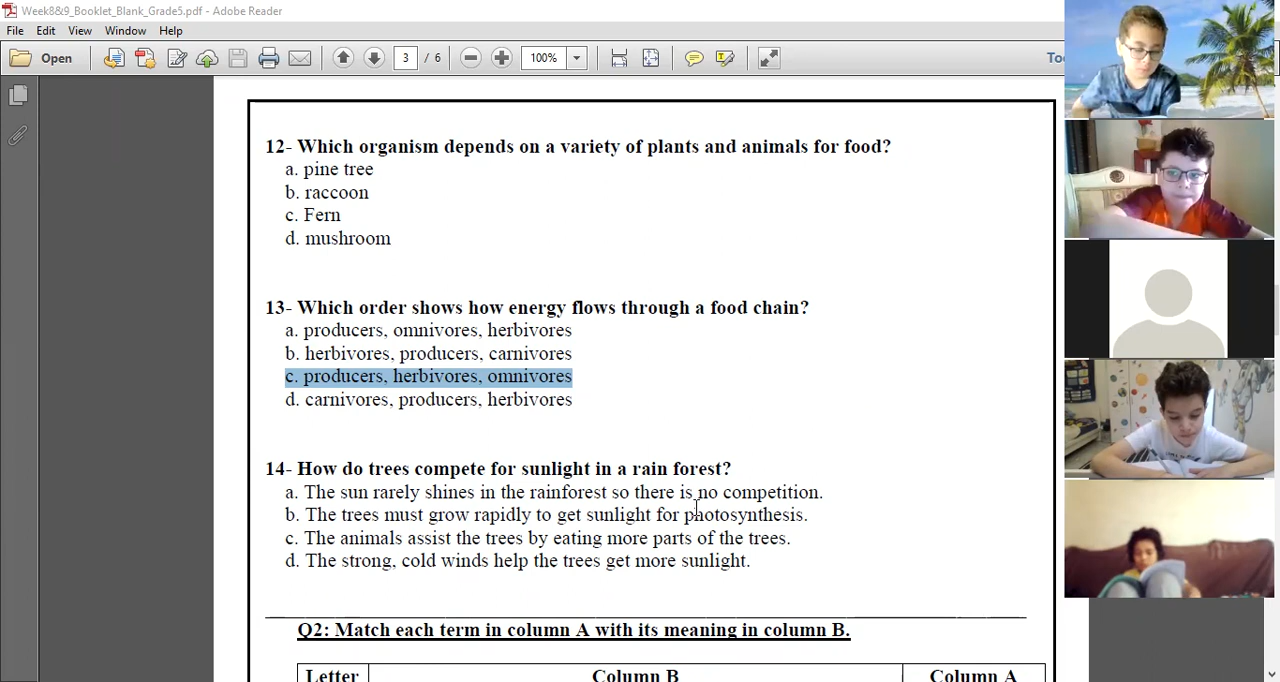 Week8&9_Booklet_Blank_Grade5.pdf - Adobe Reader
File Edit View Window Help
Open 3 / 6 100%
12- Which organism depends on a variety of plants and animals for food?
a. pine tree
b. raccoon
c. Fern
d. mushroom
13- Which order shows how energy flows through a food chain?
a. producers, omnivores, herbivores
b. herbivores, producers, carnivores
c. producers, herbivores, omnivores
d. carnivores, producers, herbivores
14- How do trees compete for sunlight in a rain forest?
a. The sun rarely shines in the rainforest so there is no competition.
b. The trees must grow rapidly to get sunlight for photosynthesis.
c. The animals assist the trees by eating more parts of the trees.
d. The strong, cold winds help the trees get more sunlight.
Q2: Match each term in column A with its meaning in column B.
Letter Column B Column A